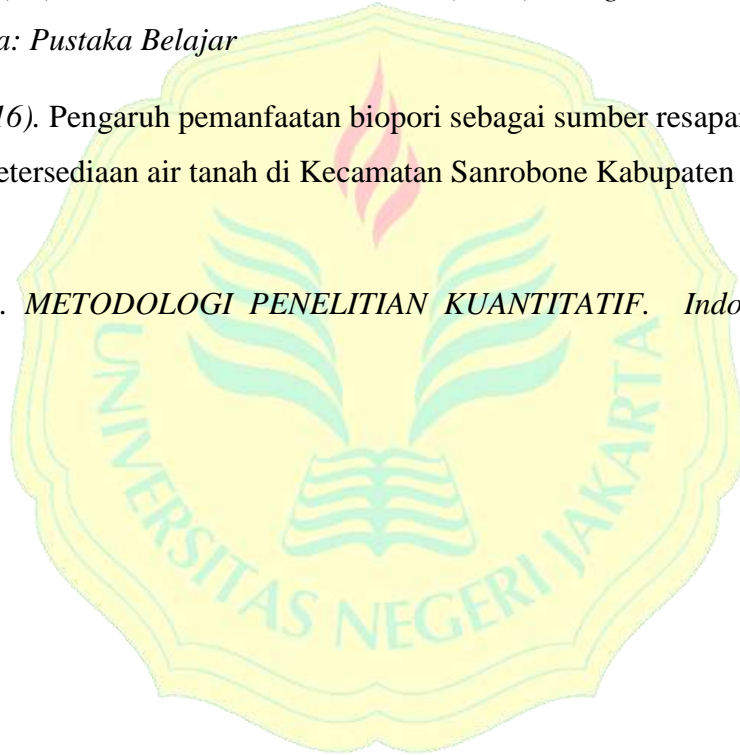 a: Pustaka Belajar
16). Pengaruh pemanfaatan biopori sebagai sumber resapan
etersediaan air tanah di Kecamatan Sanrobone Kabupaten
. METODOLOGI PENELITIAN KUANTITATIF. Indo
UNIVERSITAS NEGERI JAKARTA